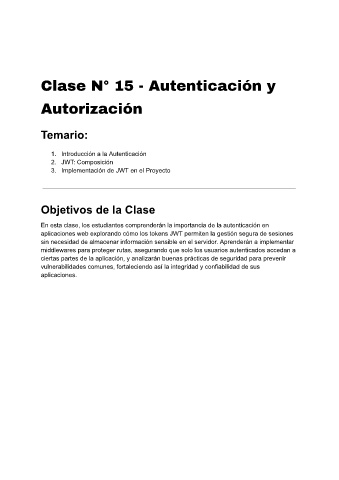 Clase N° 15 - Autenticación y
Autorización
Temario:
1. Introducción a la Autenticación
2. JWT: Composición
3. Implementación de JWT en el Proyecto
Objetivos de la Clase
En esta clase, los estudiantes comprenderán la importancia de la autenticación en
aplicaciones web explorando cómo los tokens JWT permiten la gestión segura de sesiones
sin necesidad de almacenar información sensible en el servidor. Aprenderán a implementar
middlewares para proteger rutas, asegurando que solo los usuarios autenticados accedan a
ciertas partes de la aplicación, y analizarán buenas prácticas de seguridad para prevenir
vulnerabilidades comunes, fortaleciendo así la integridad y confiabilidad de sus
aplicaciones.